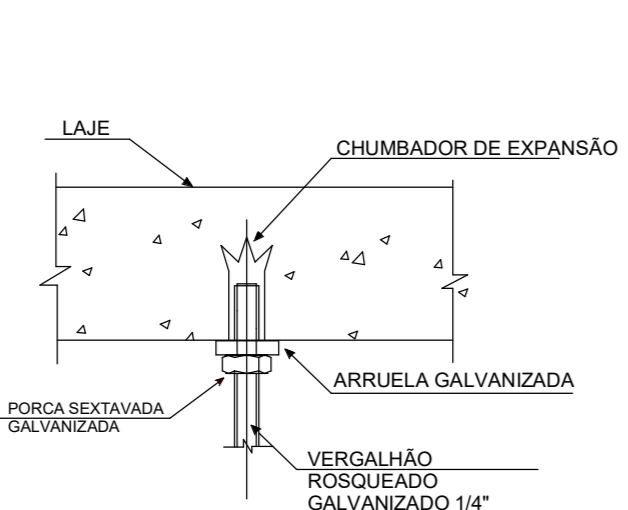 LAJE
CHUMBADOR DE EXPANSÃO
ARRUELA GALVANIZADA
PORCA SEXTAVADA
GALVANIZADA
VERGALHÃO
ROSQUEADO
GALVANIZADO 1/4"